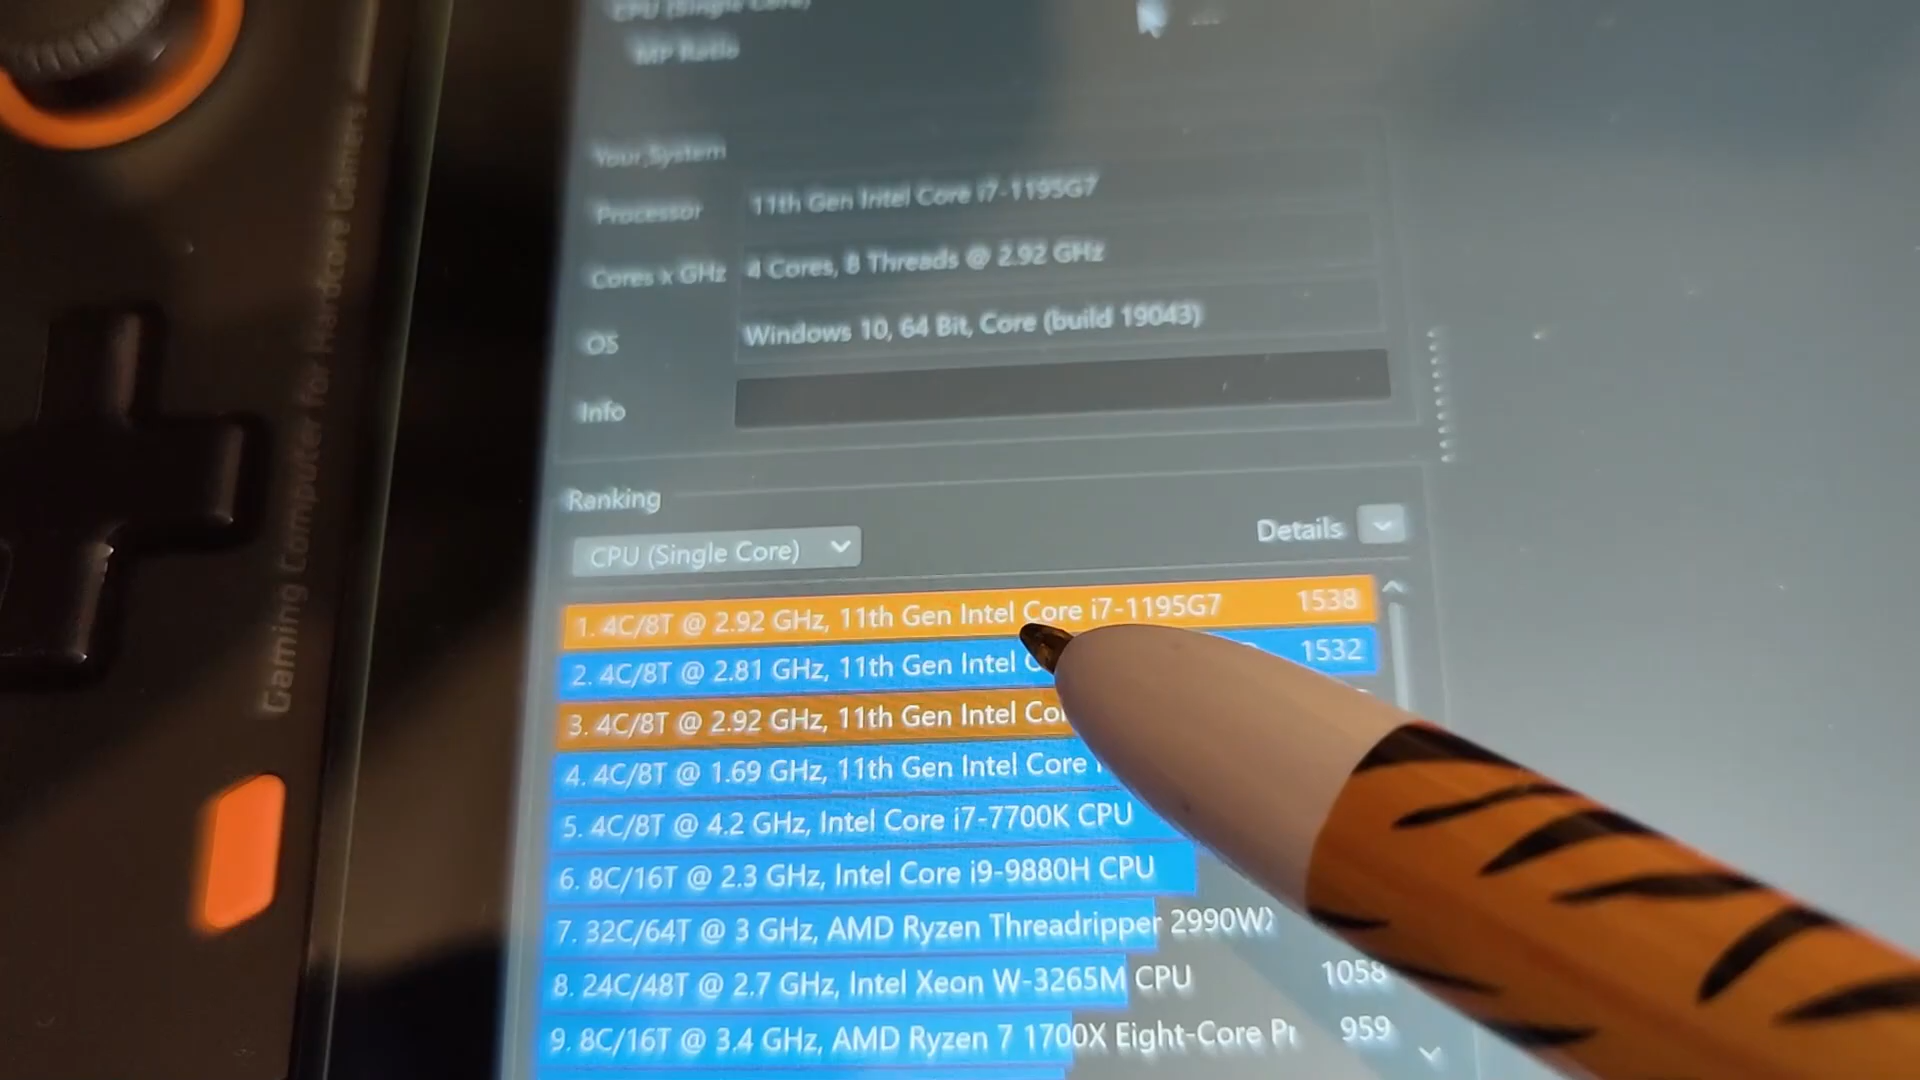 CPU (Single Core)
MP Ratio
Your System
Processor
11th Gen Intel Core i7-1195G7
Cores x GHz
4 Cores, 8 Threads @ 2.92 GHz
OS
Windows 10, 64 Bit, Core (build 19043)
Info
Ranking
CPU (Single Core)
Details
1. 4C/8T @ 2.92 GHz, 11th Gen Intel Core i7-1195G7 1538
2. 4C/8T @ 2.81 GHz, 11th Gen Intel 1532
3. 4C/8T @ 2.92 GHz, 11th Gen Intel
4. 4C/8T @ 1.69 GHz, 11th Gen Intel Core
5. 4C/8T @ 4.2 GHz, Intel Core i7-7700K CPU
6. 8C/16T @ 2.3 GHz, Intel Core i9-9880H CPU
7. 32C/64T @ 3 GHz, AMD Ryzen Threadripper 2990WX
8. 24C/48T @ 2.7 GHz, Intel Xeon W-3265M CPU 1058
9. 8C/16T @ 3.4 GHz, AMD Ryzen 7 1700X Eight-Core Pr 959
Gaming Computer for Hardcore Gamers